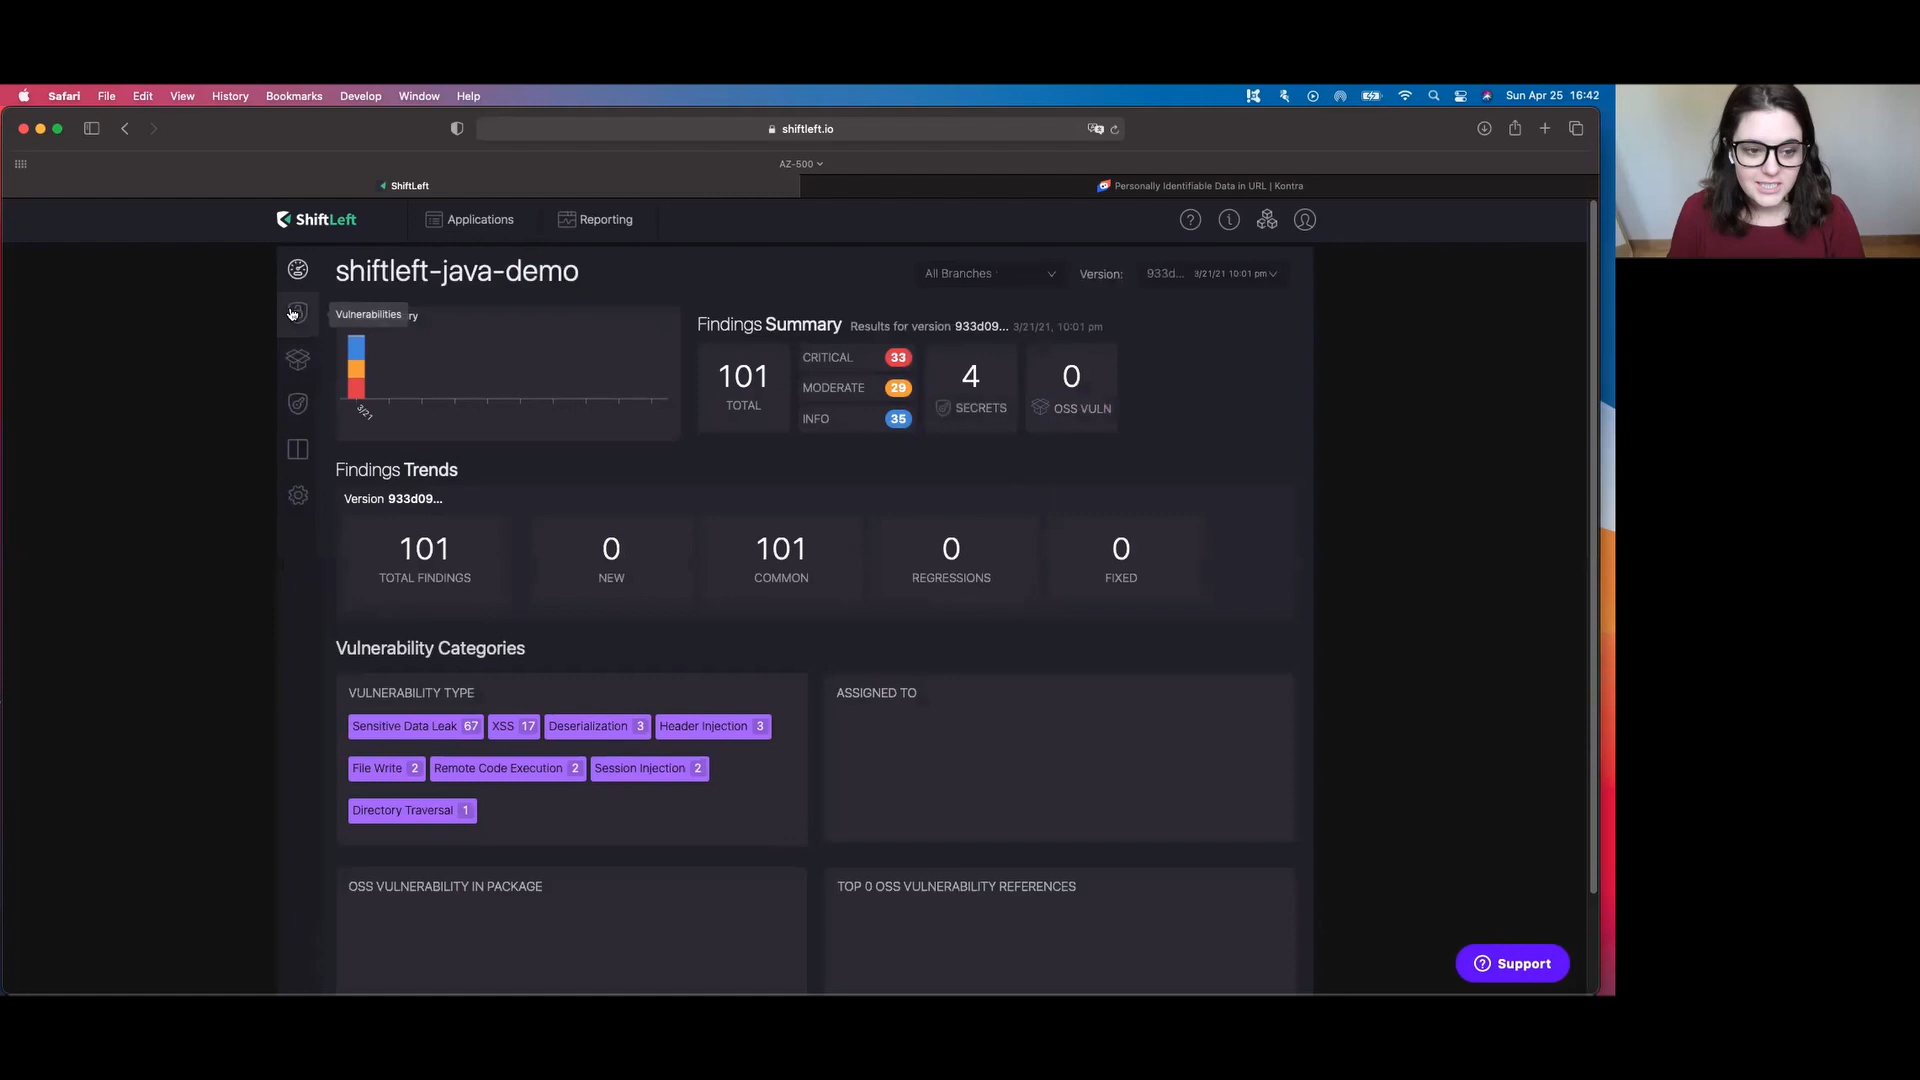 Safari File Edit View History Bookmarks Develop Window Help Sun Apr 25 16:42
shiftleft.io
AZ-500
ShiftLeft Personally Identifiable Data in URL | Kontra
ShiftLeft Applications Reporting
shiftleft-java-demo All Branches Version: 933d... 3/21/21 10:01 pm
Vulnerabilities ry
3/21
Findings Summary Results for version 933d09... 3/21/21, 10:01 pm
101 TOTAL
CRITICAL 33
MODERATE 29
INFO 35
4 SECRETS
0 OSS VULN
Findings Trends
Version 933d09...
101 0 101 0 0
TOTAL FINDINGS NEW COMMON REGRESSIONS FIXED
Vulnerability Categories
VULNERABILITY TYPE
Sensitive Data Leak 67 XSS 17 Deserialization 3 Header Injection 3
File Write 2 Remote Code Execution 2 Session Injection 2
Directory Traversal 1
ASSIGNED TO
OSS VULNERABILITY IN PACKAGE
TOP 0 OSS VULNERABILITY REFERENCES
Support